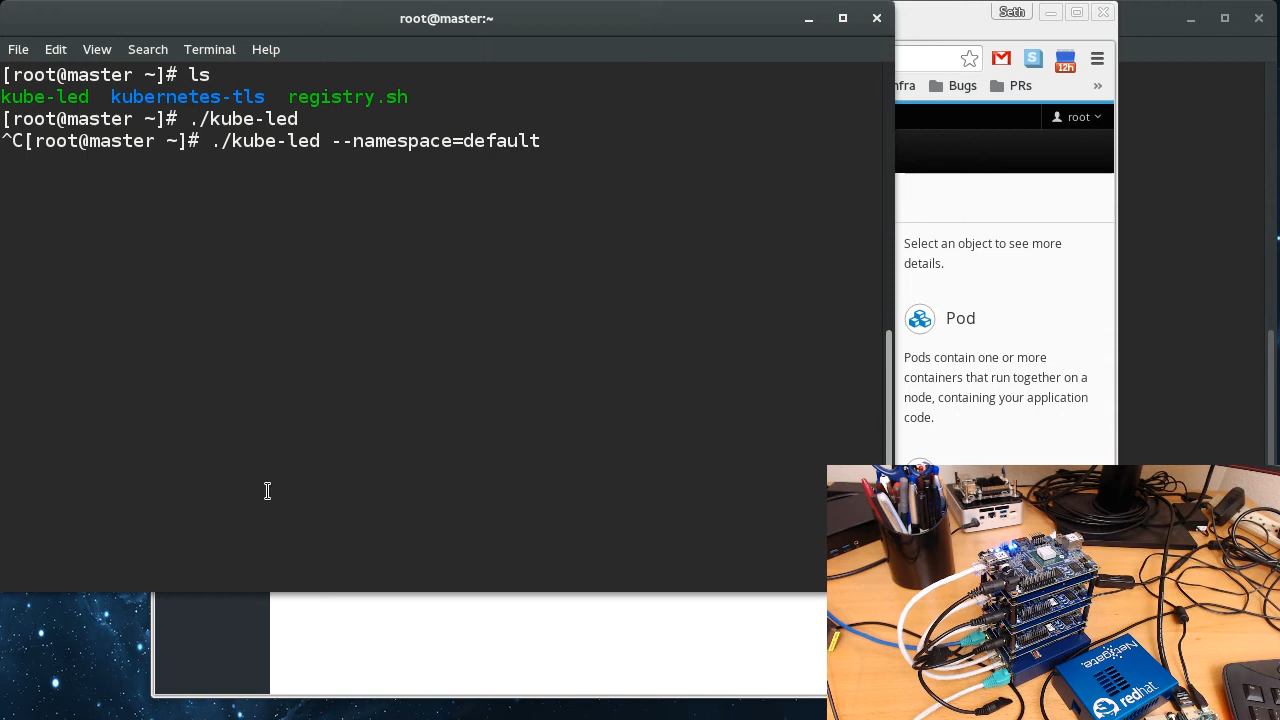 root@master:~
File Edit View Search Terminal Help
[root@master ~]# ls
kube-led kubernetes-tls registry.sh
[root@master ~]# ./kube-led
^C[root@master ~]# ./kube-led --namespace=default
Seth
12h
nfra Bugs PRs »
root
Select an object to see more
details.
Pod
Pods contain one or more
containers that run together on a
node, containing your application
code.
Netgate
redhat